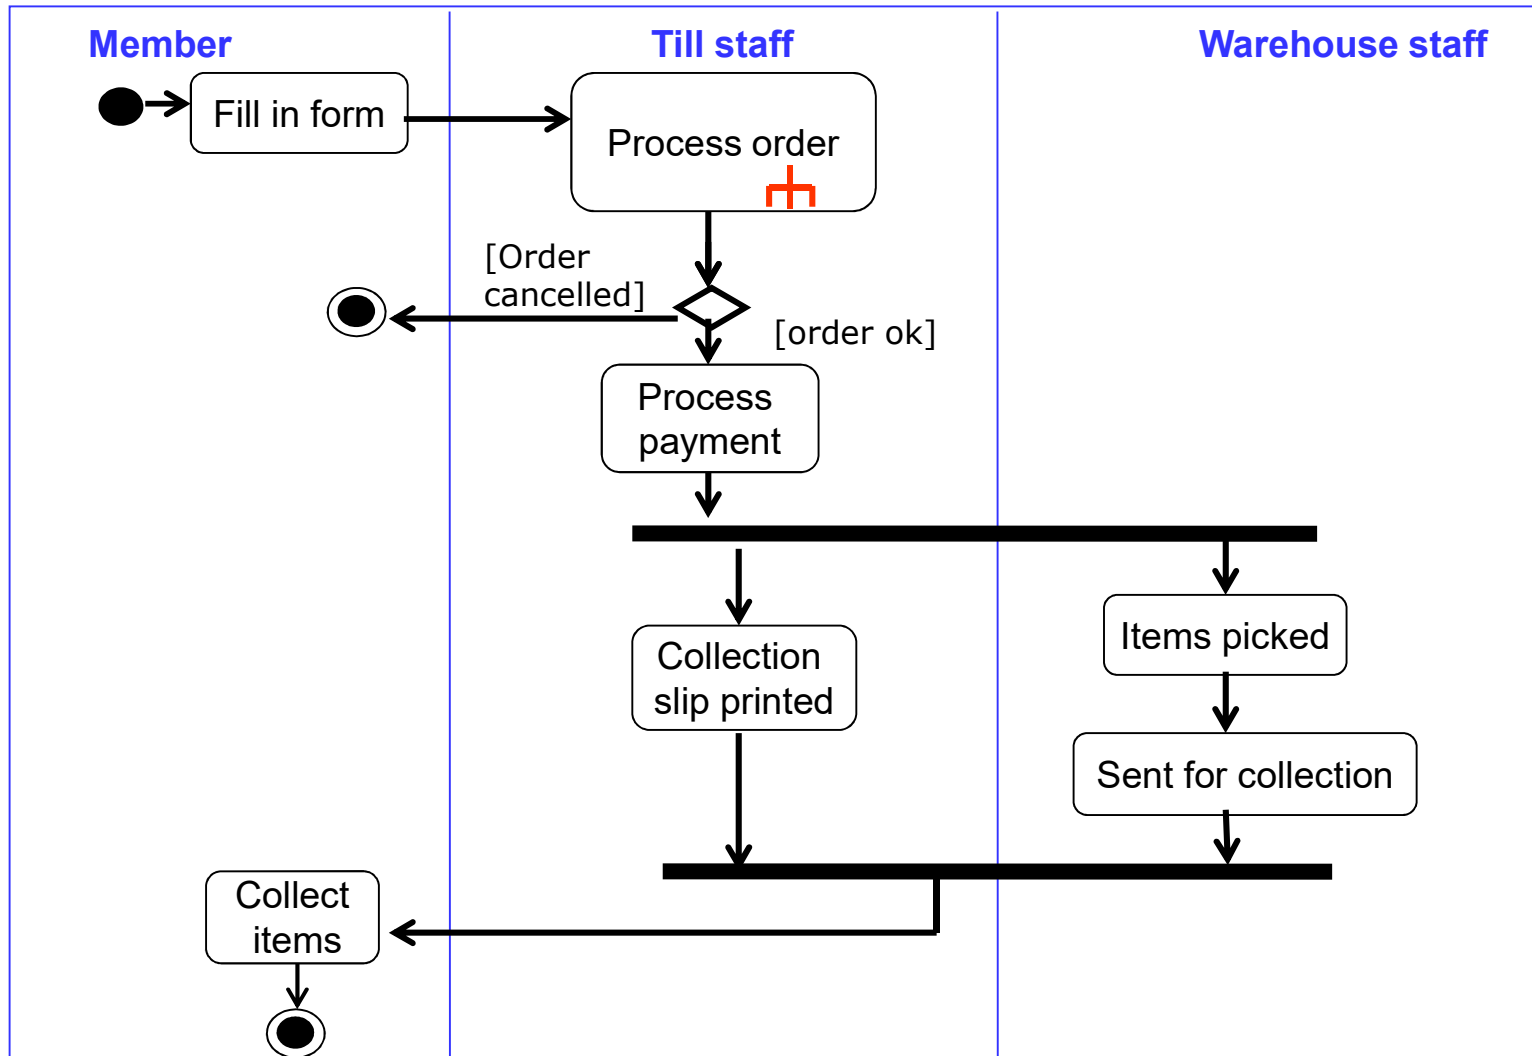 Member
Till staff
Warehouse staff
Fill in form
Process order
[Order
cancelled]
[order ok]
Process
payment
Collection
slip printed
Items picked
Sent for collection
Collect
items